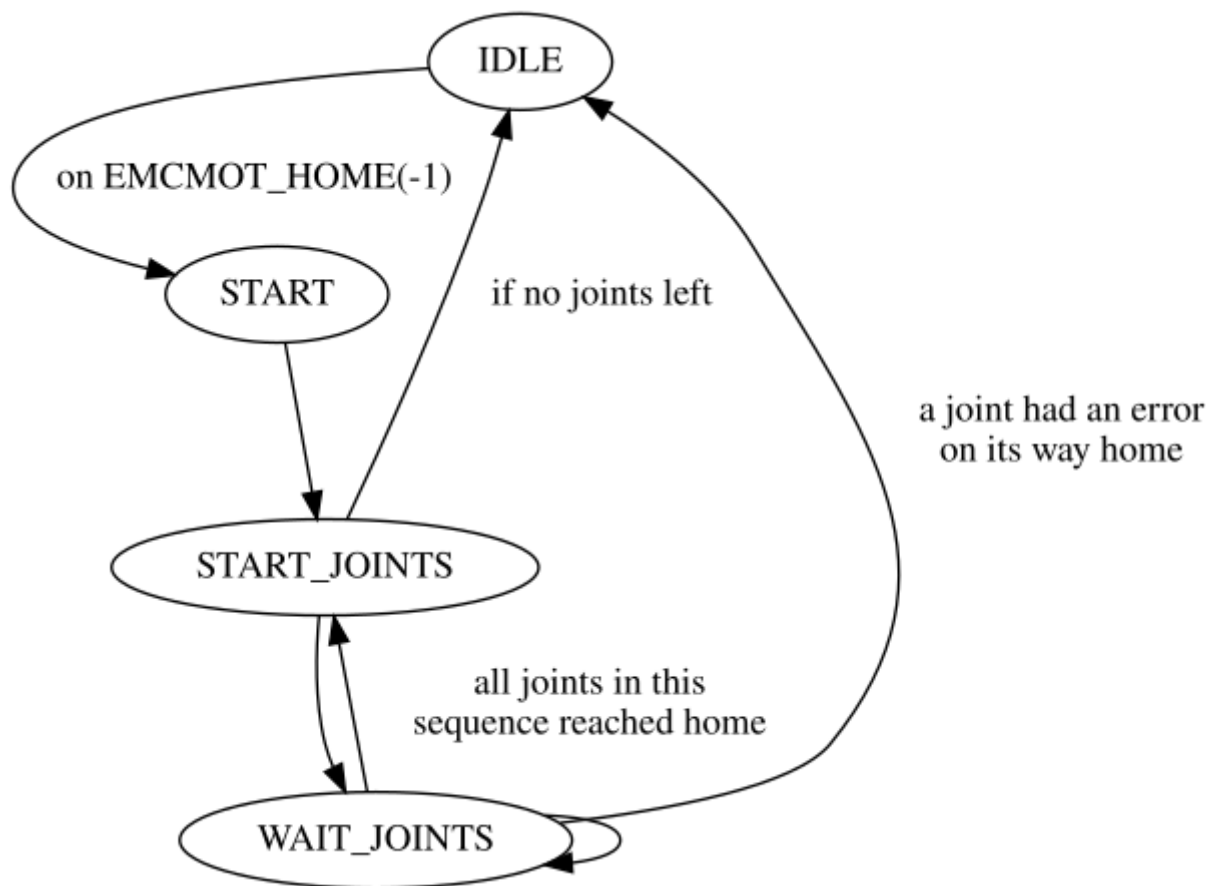 IDLE
on EMCMOT_HOME(-1)
START
if no joints left
a joint had an error
on its way home
START_JOINTS
all joints in this
sequence reached home
WAIT_JOINTS